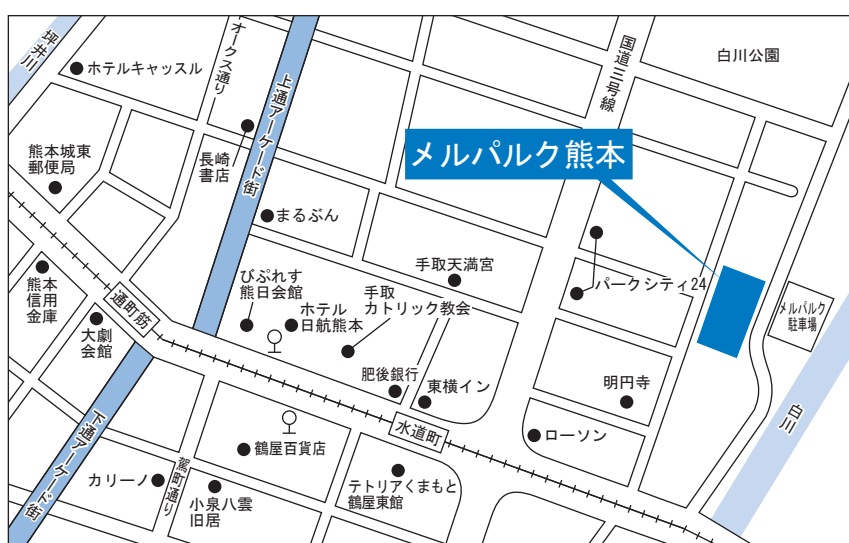 坪井川
ホテルキャッスル
オークス通り
上通アーケード街
国道三号線
白川公園
熊本城東
郵便局
長崎
書店
メルパルク熊本
まるぶん
手取天満宮
パークシティ24
熊本
信用
金庫
通町筋
大劇
会館
びぷれす
熊日会館
ホテル
日航熊本
手取
カトリック教会
メルパルク
駐車場
肥後銀行
東横イン
明円寺
白川
水道町
ローソン
下通アーケード街
鶴屋百貨店
カリーノ
駕町通り
小泉八雲
旧居
テトリアくまもと
鶴屋東館